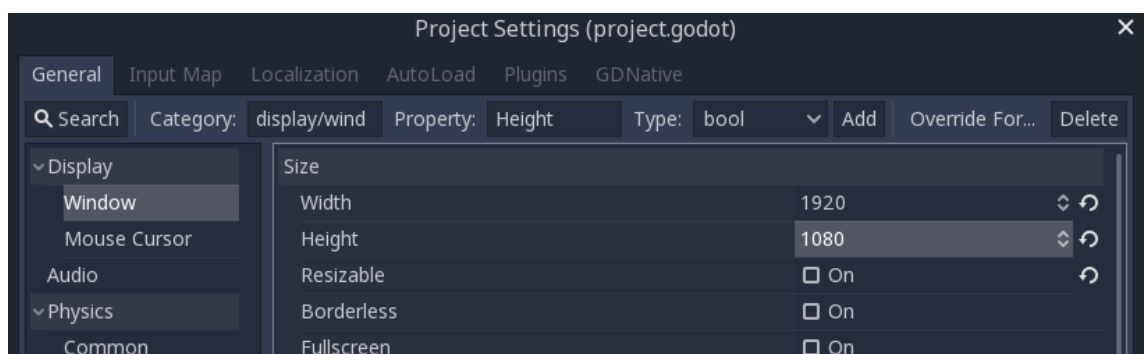 Project Settings (project.godot)
General Input Map Localization AutoLoad Plugins GDNative
Search Category: display/wind Property: Height Type: bool Add Override For... Delete
Display
Size
Window
Width 1920
Mouse Cursor
Height 1080
Audio
Resizable On
Physics
Borderless On
Common
Fullscreen On